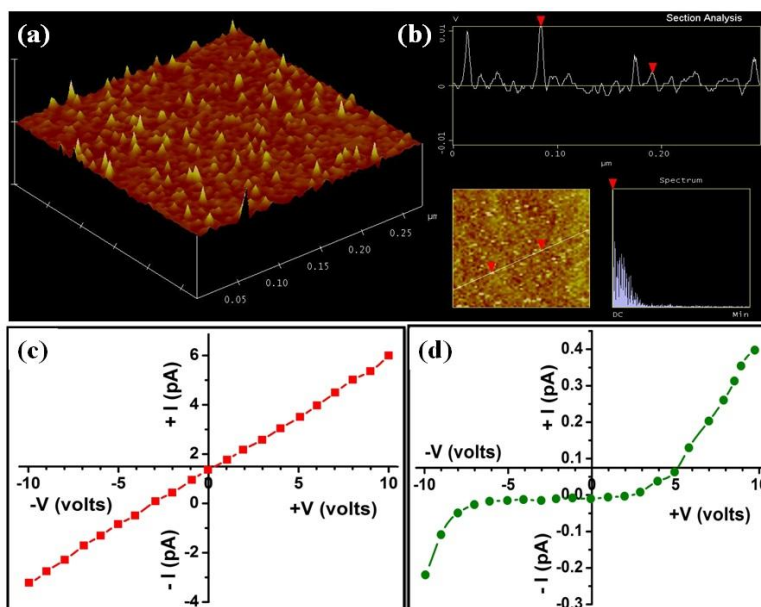 (a)
0.05
0.10
0.15
0.20
0.25
µm
(b)
Section Analysis
V
0.01
0
-0.01
0
0.10
0.20
µm
Spectrum
DC
Min
(c)
+ I (pA)
- I (pA)
6
4
2
0
-2
-4
-10
-5
0
5
10
-V (volts)
+V (volts)
(d)
+ I (pA)
- I (pA)
0.4
0.3
0.2
0.1
-0.0
-0.1
-0.2
-0.3
-10
-5
0
5
10
-V (volts)
+V (volts)